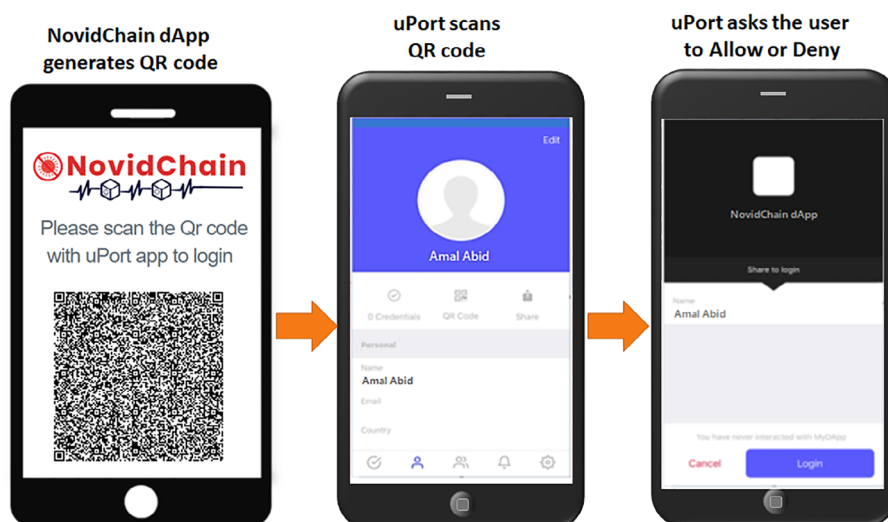 NovidChain dApp
generates QR code
NovidChain
Please scan the Qr code
with uPort app to login
uPort scans
QR code
Edit
Amal Abid
0 Credentials
QR Code
Share
Personal
Name
Amal Abid
Email
Country
uPort asks the user
to Allow or Deny
NovidChain dApp
Share to login
Name
Amal Abid
You have never interacted with MyDApp
Cancel
Login